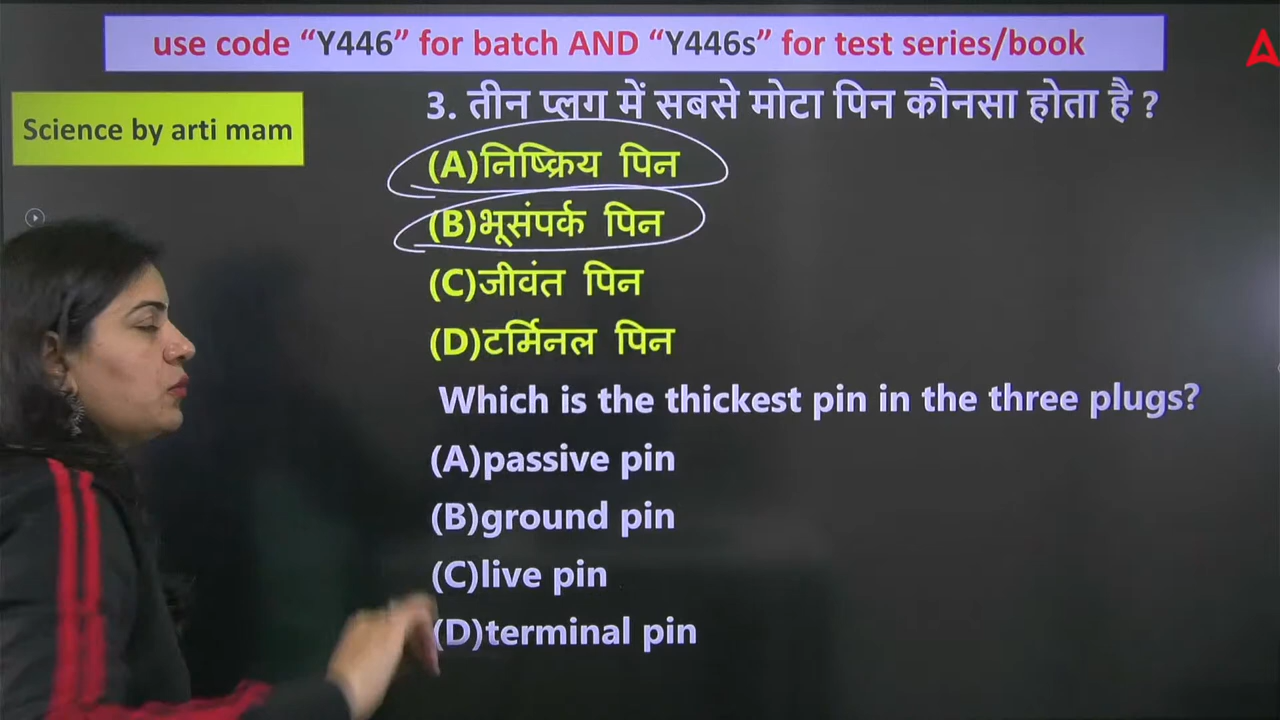 use code “Y446” for batch AND “Y446s” for test series/book
Science by arti mam
3. तीन प्लग में सबसे मोटा पिन कौनसा होता है ?
(A)निष्क्रिय पिन
(B)भूसंपर्क पिन
(C)जीवंत पिन
(D)टर्मिनल पिन
Which is the thickest pin in the three plugs?
(A)passive pin
(B)ground pin
(C)live pin
(D)terminal pin